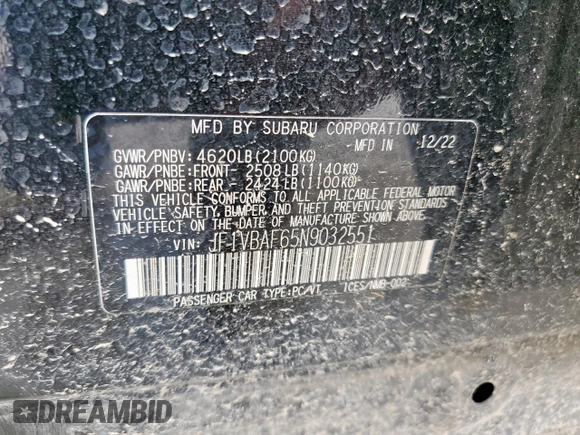 MFD BY SUBARU CORPORATION
MFD IN 12/22
GVWR/PNBV: 4620LB(2100KG)
GAWR/PNBE:FRONT- 2508LB(1140KG)
GAWR/PNBE:REAR - 2424LB(1100KG)
THIS VEHICLE CONFORMS TO ALL APPLICABLE FEDERAL MOTOR
VEHICLE SAFETY, BUMPER, AND THEFT PREVENTION STANDARDS
IN EFFECT ON THE DATE OF MANUFACTURE SHOWN ABOVE.
VIN: JF1VBAF65N9032551
PASSENGER CAR TYPE:PC/VT ICES/NMB-002
DREAMBID